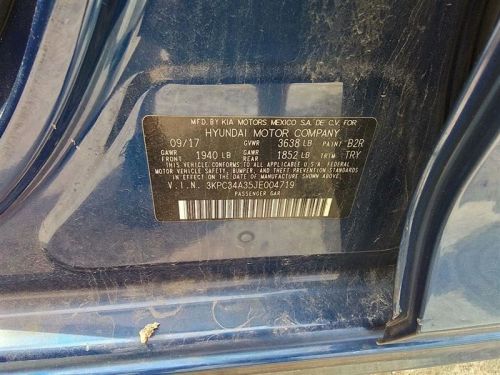 MFD. BY KIA MOTORS MEXICO S.A. DE C.V. FOR
HYUNDAI MOTOR COMPANY
09/17 GVWR 3638 LB PAINT B2R
GAWR FRONT 1940 LB GAWR REAR 1852 LB TRIM TRY
THIS VEHICLE CONFORMS TO ALL APPLICABLE U.S.A FEDERAL
MOTOR VEHICLE SAFETY, BUMPER, AND THEFT PREVENTION
STANDARDS IN EFFECT ON THE DATE OF MANUFACTURE SHOWN ABOVE.
V.I.N. 3KPC34A35JE004719
PASSENGER CAR